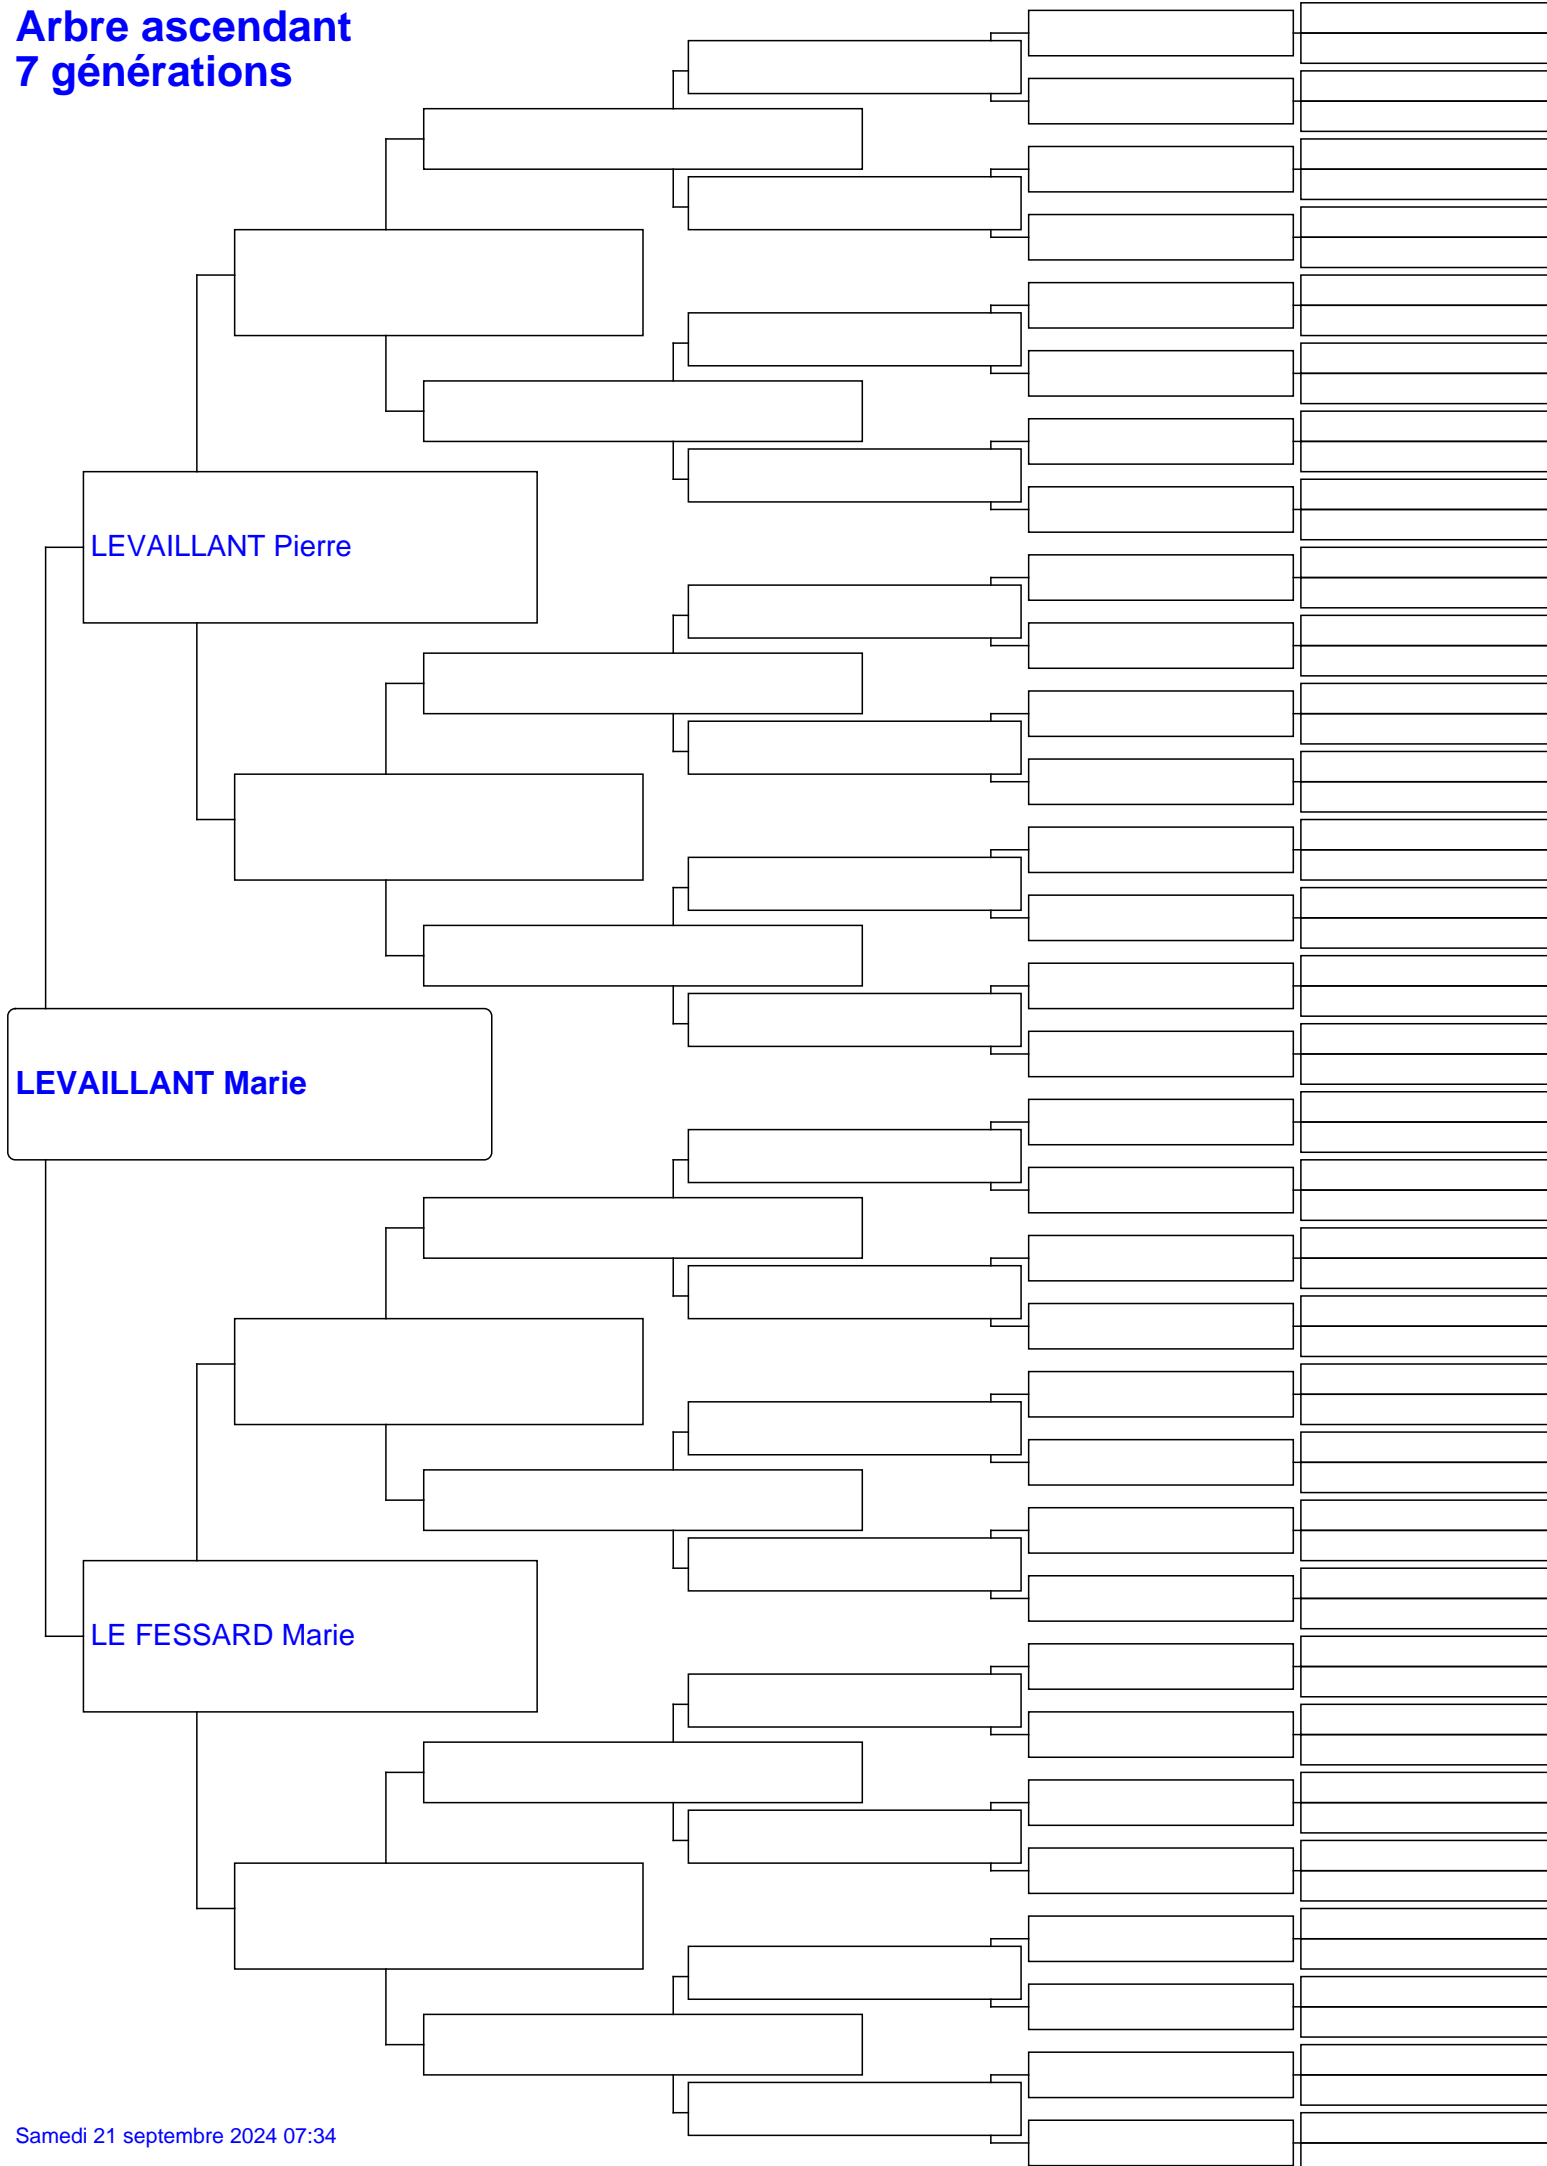 Arbre ascendant
7 générations
LEVAILLANT Pierre
LEVAILLANT Marie
LE FESSARD Marie
Samedi 21 septembre 2024 07:34